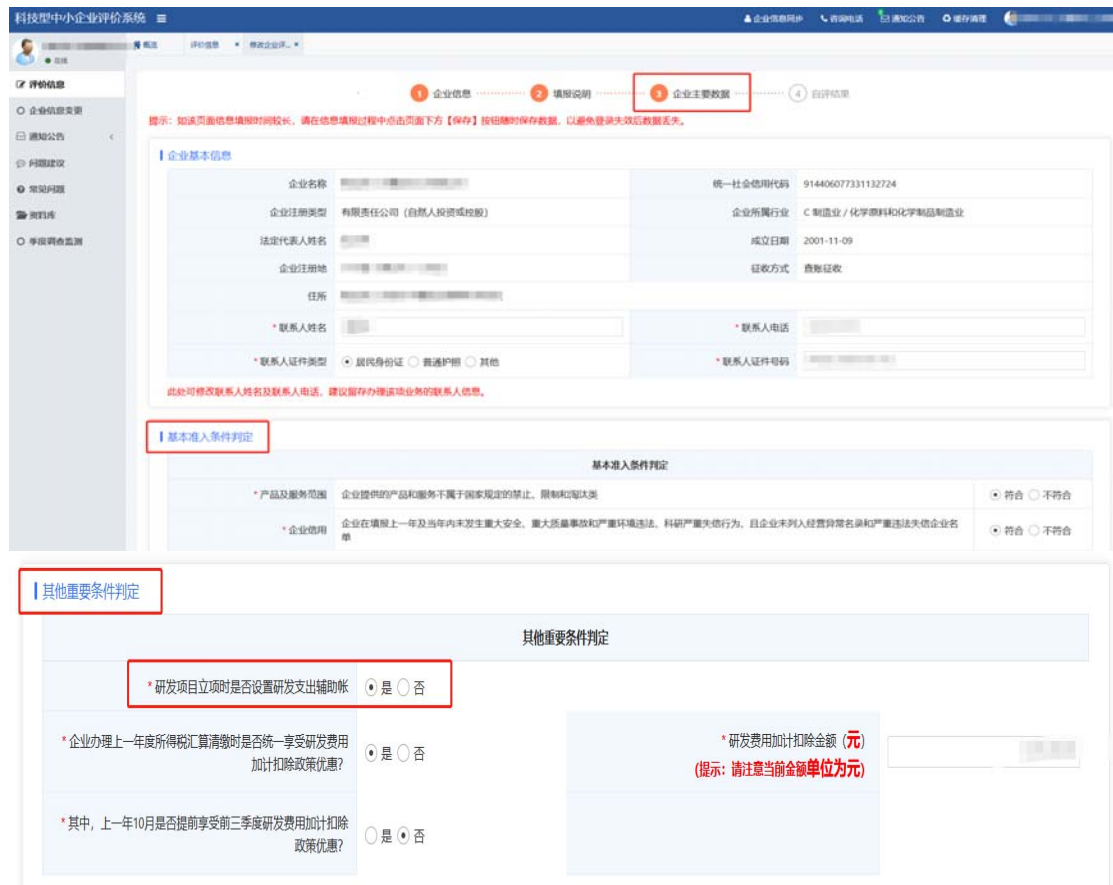 科技型中小企业评价系统
企业信息同步 咨询电话 通知公告 缓存清理
在线
概览 评价信息 × 修改企业评... ×
评价信息
企业信息变更
通知公告 <
问题建议
常见问题
资料库
季度调查监测
1 企业信息 2 填报说明 3 企业主要数据 4 自评结果
提示：如该页面信息填报时间较长，请在信息填报过程中点击页面下方【保存】按钮随时保存数据，以避免登录失效后数据丢失。
企业基本信息
企业名称 统一社会信用代码 914406077331132724
企业注册类型 有限责任公司（自然人投资或控股） 企业所属行业 C 制造业 / 化学原料和化学制品制造业
法定代表人姓名 成立日期 2001-11-09
企业注册地 征收方式 查账征收
住所
* 联系人姓名 * 联系人电话
* 联系人证件类型 居民身份证 普通护照 其他 * 联系人证件号码
此处可修改联系人姓名及联系人电话，建议留存办理该项业务的联系人信息。
基本准入条件判定
基本准入条件判定
* 产品及服务范围 企业提供的产品和服务不属于国家规定的禁止、限制和淘汰类 符合 不符合
* 企业信用 企业在填报上一年及当年内未发生重大安全、重大质量事故和严重环境违法、科研严重失信行为，且企业未列入经营异常名录和严重违法失信企业名
单 符合 不符合
其他重要条件判定
其他重要条件判定
* 研发项目立项时是否设置研发支出辅助帐 是 否
* 企业办理上一年度所得税汇算清缴时是否统一享受研发费用
加计扣除政策优惠? 是 否
* 研发费用加计扣除金额（元）
(提示：请注意当前金额单位为元)
* 其中，上一年10月是否提前享受前三季度研发费用加计扣除
政策优惠? 是 否